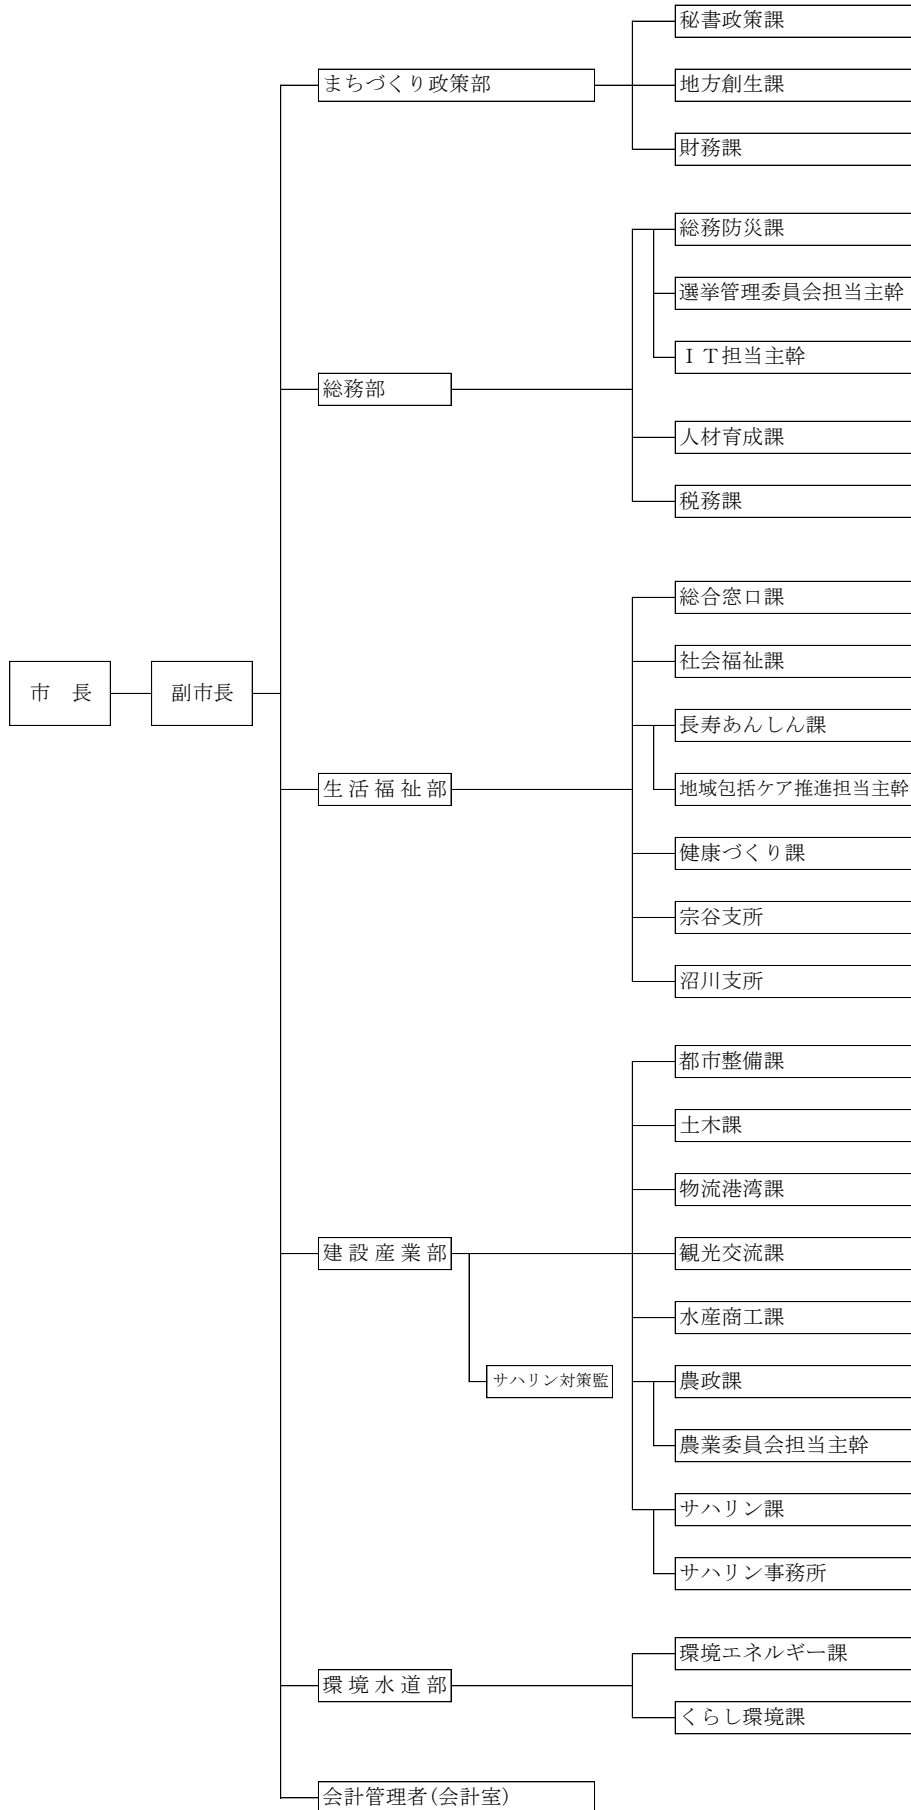 市　長
副市長
まちづくり政策部
秘書政策課
地方創生課
財務課
総務部
総務防災課
選挙管理委員会担当主幹
ＩＴ担当主幹
人材育成課
税務課
生活福祉部
総合窓口課
社会福祉課
長寿あんしん課
地域包括ケア推進担当主幹
健康づくり課
宗谷支所
沼川支所
建設産業部
サハリン対策監
都市整備課
土木課
物流港湾課
観光交流課
水産商工課
農政課
農業委員会担当主幹
サハリン課
サハリン事務所
環境水道部
環境エネルギー課
くらし環境課
会計管理者(会計室)